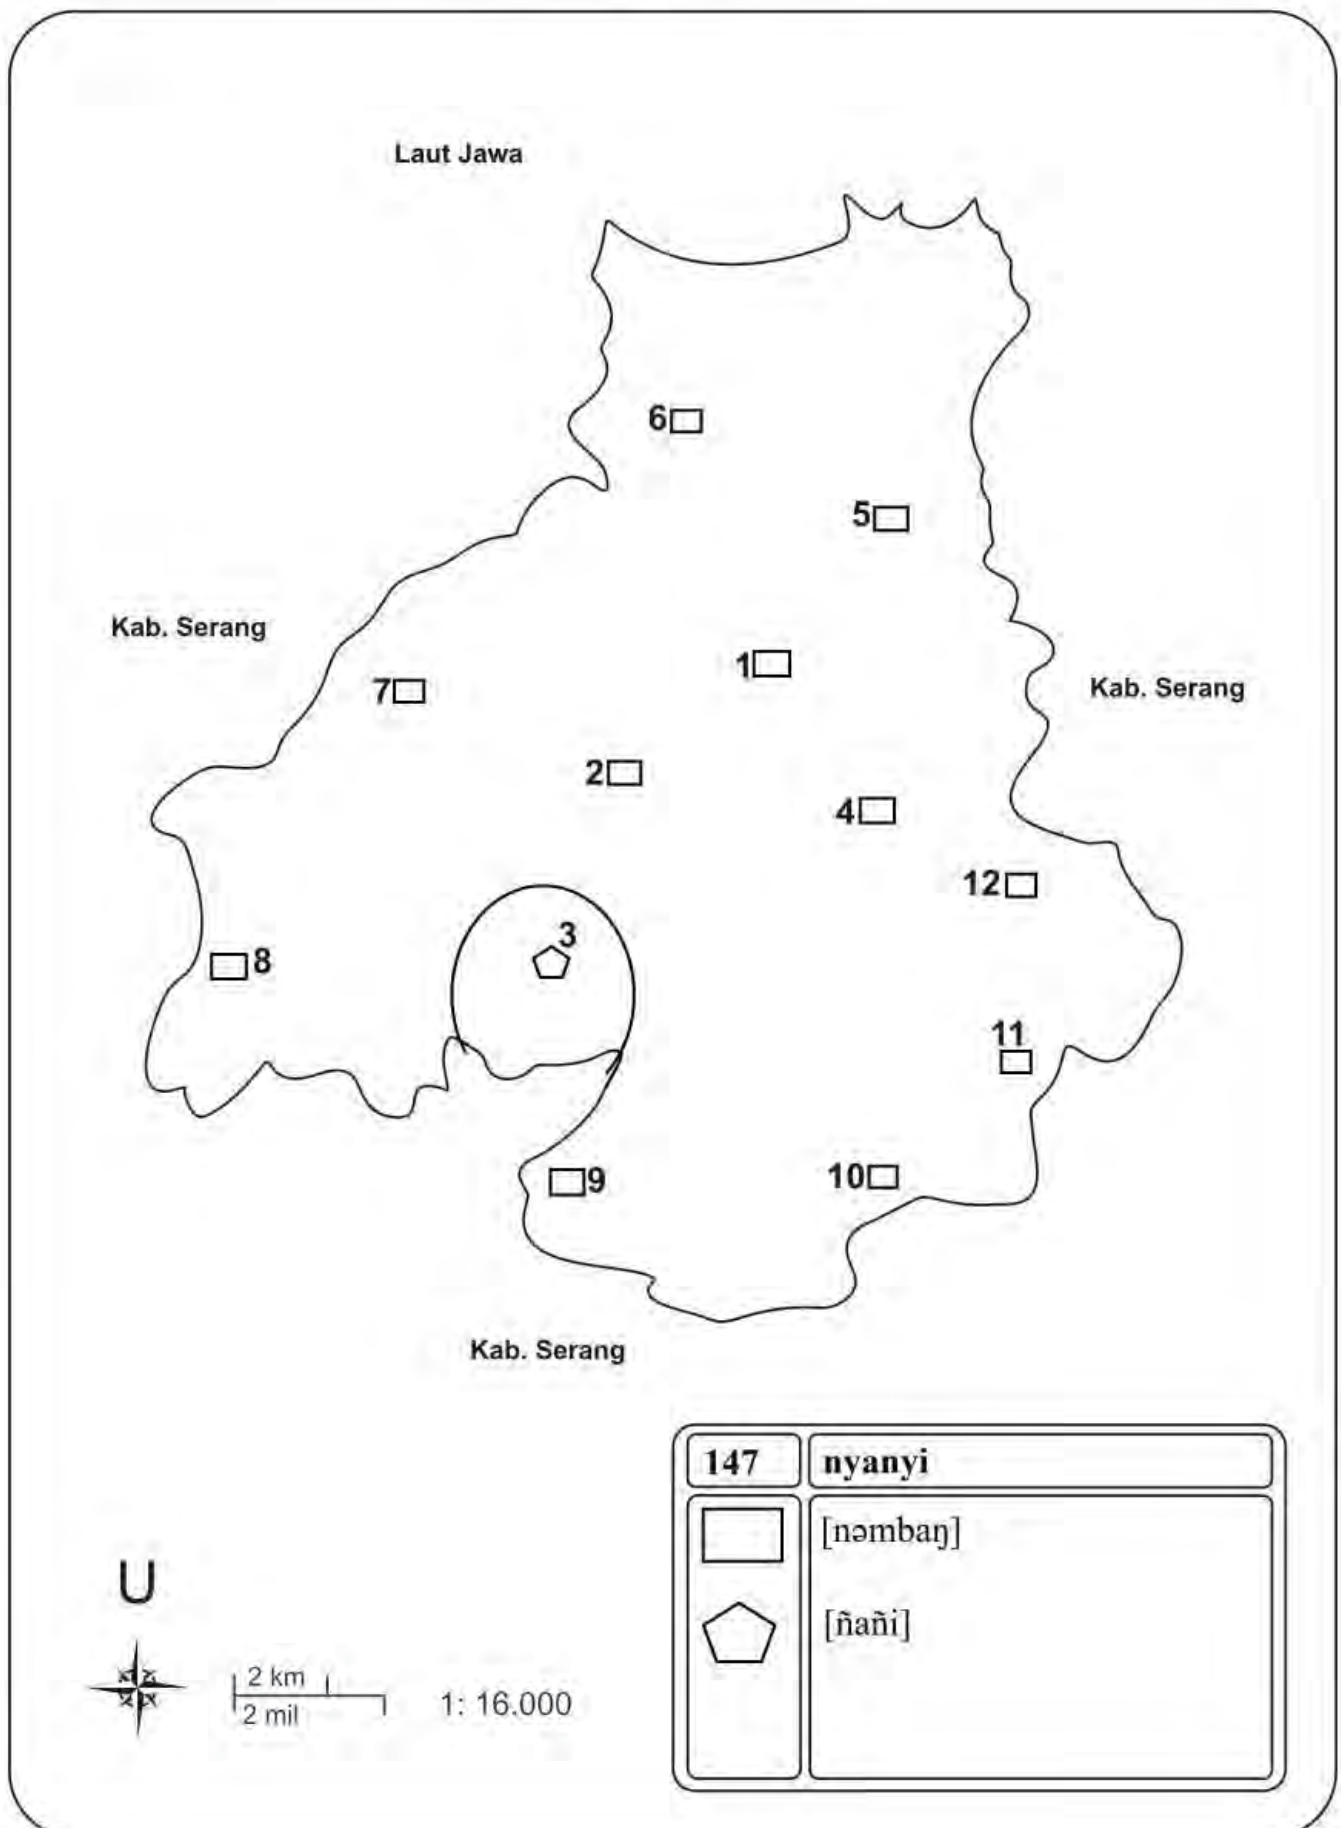 Laut Jawa
6
5
Kab. Serang
1
7
Kab. Serang
2
4
12
3
8
11
9
10
Kab. Serang
147 nyanyi
[nəmbaŋ]
[ñañi]
U
2 km
2 mil
1: 16.000